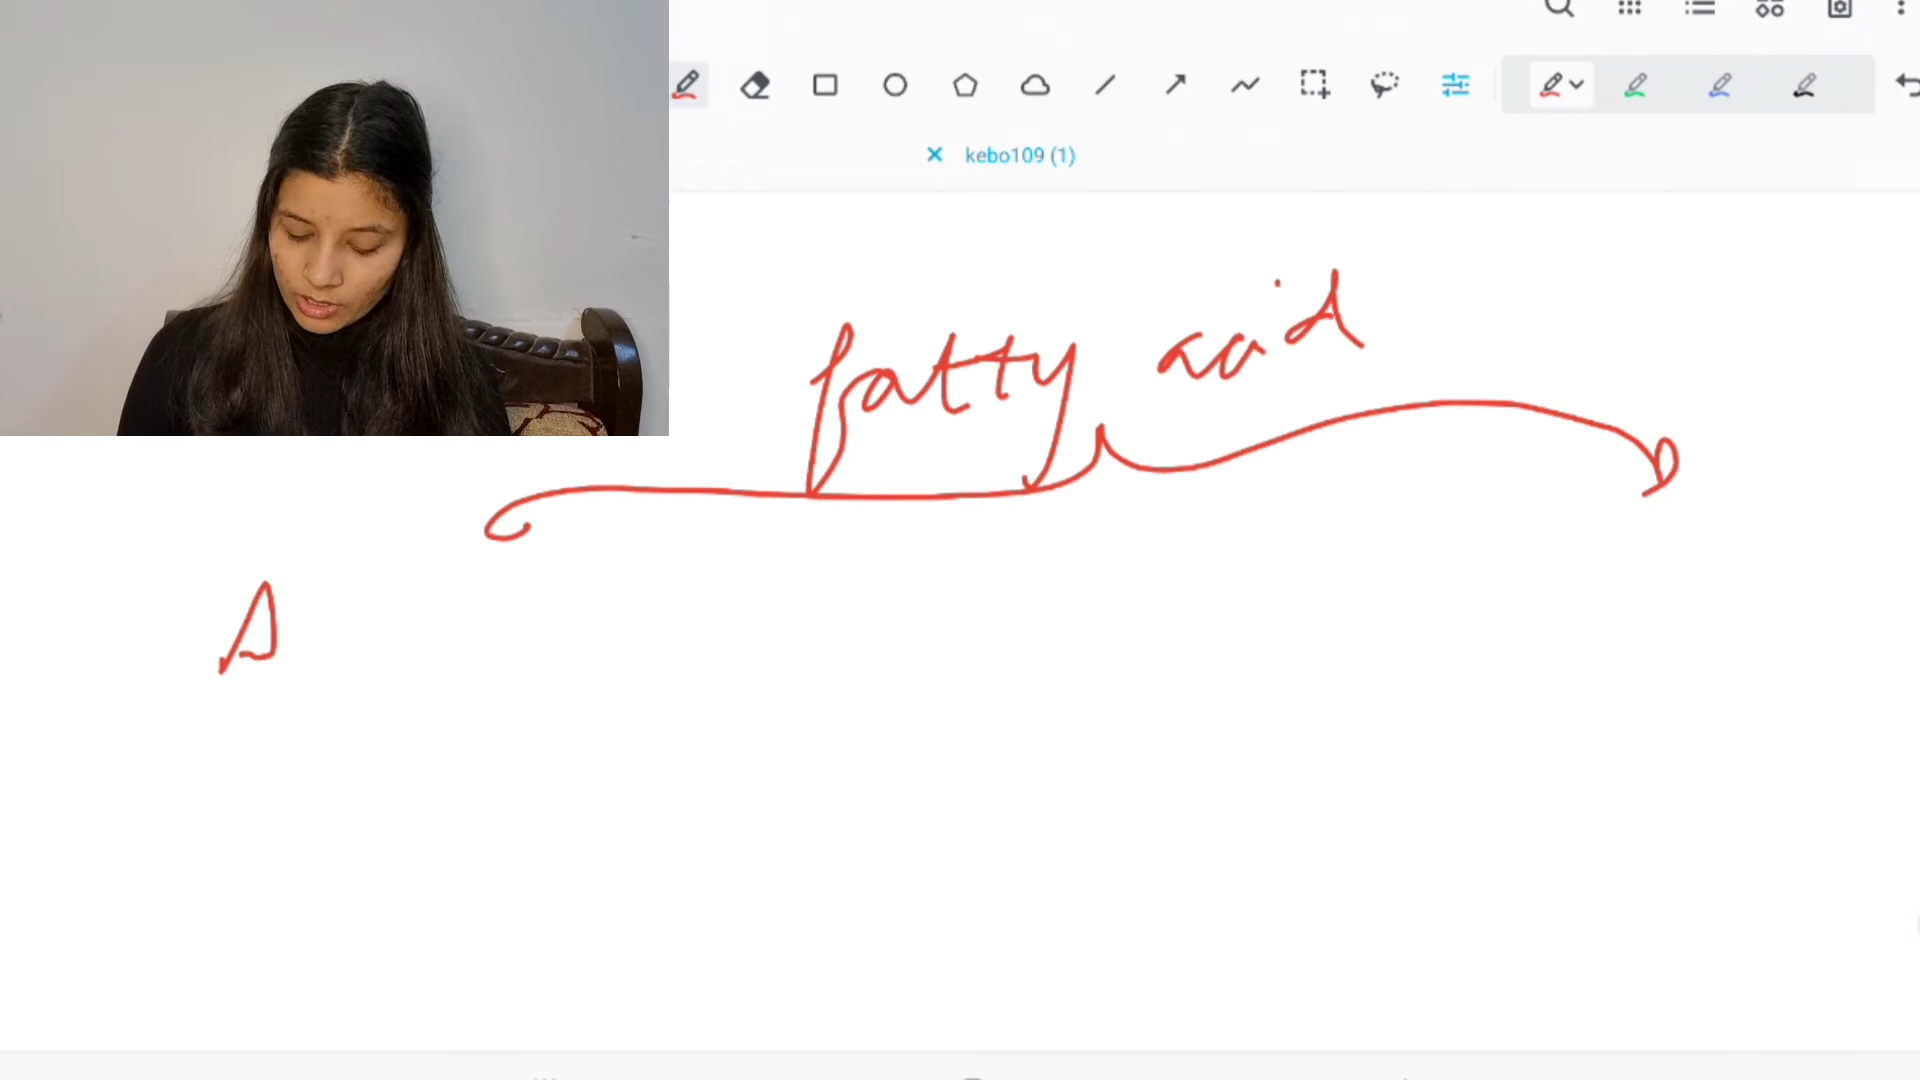 kebo109 (1)
fatty acid